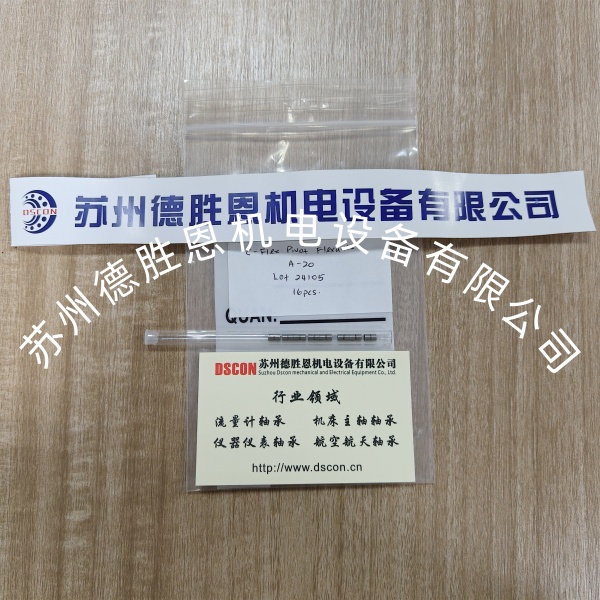 DSCON 苏州德胜恩机电设备有限公司
C-Flex Pivot
A-20
Lot 24105
16pcs.
QUAN.
DSCON 苏州德胜恩机电设备有限公司
Suzhou Dscon mechanical and Electrical Equipment Co., Ltd.
行业领域
流量计轴承 机床主轴轴承
仪器仪表轴承 航空航天轴承
http://www.dscon.cn
苏州德胜恩机电设备有限公司